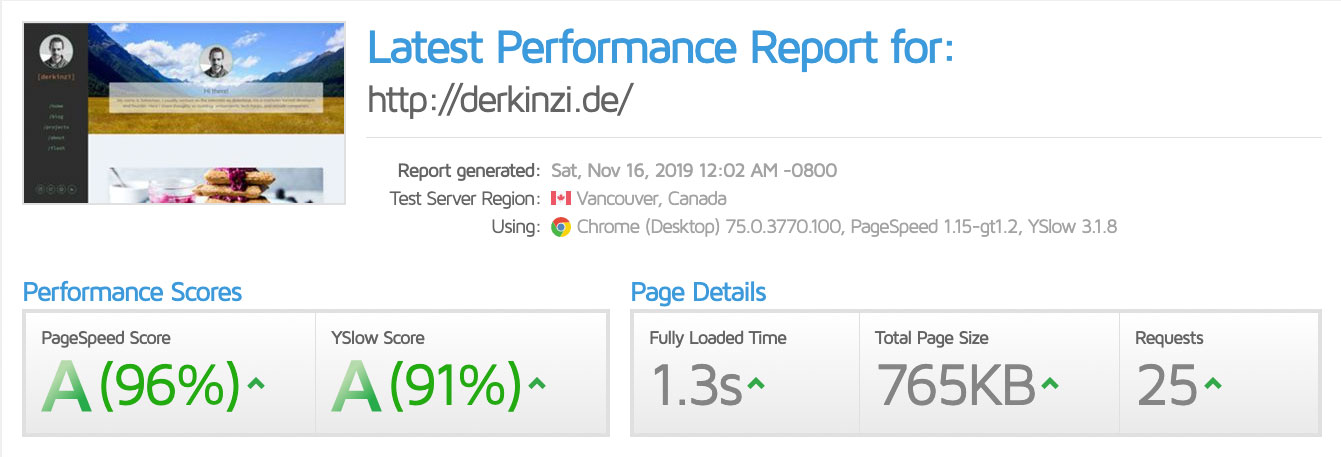 [derkinzi]
/home
/blog
/projects
/about
Hi there!
Latest Performance Report for:
http://derkinzi.de/
Report generated: Sat, Nov 16, 2019 12:02 AM -0800
Test Server Region: Vancouver, Canada
Using: Chrome (Desktop) 75.0.3770.100, PageSpeed 1.15-gt1.2, YSlow 3.1.8
Performance Scores
Page Details
PageSpeed Score
YSlow Score
Fully Loaded Time
Total Page Size
Requests
A (96%)
A (91%)
1.3s
765KB
25